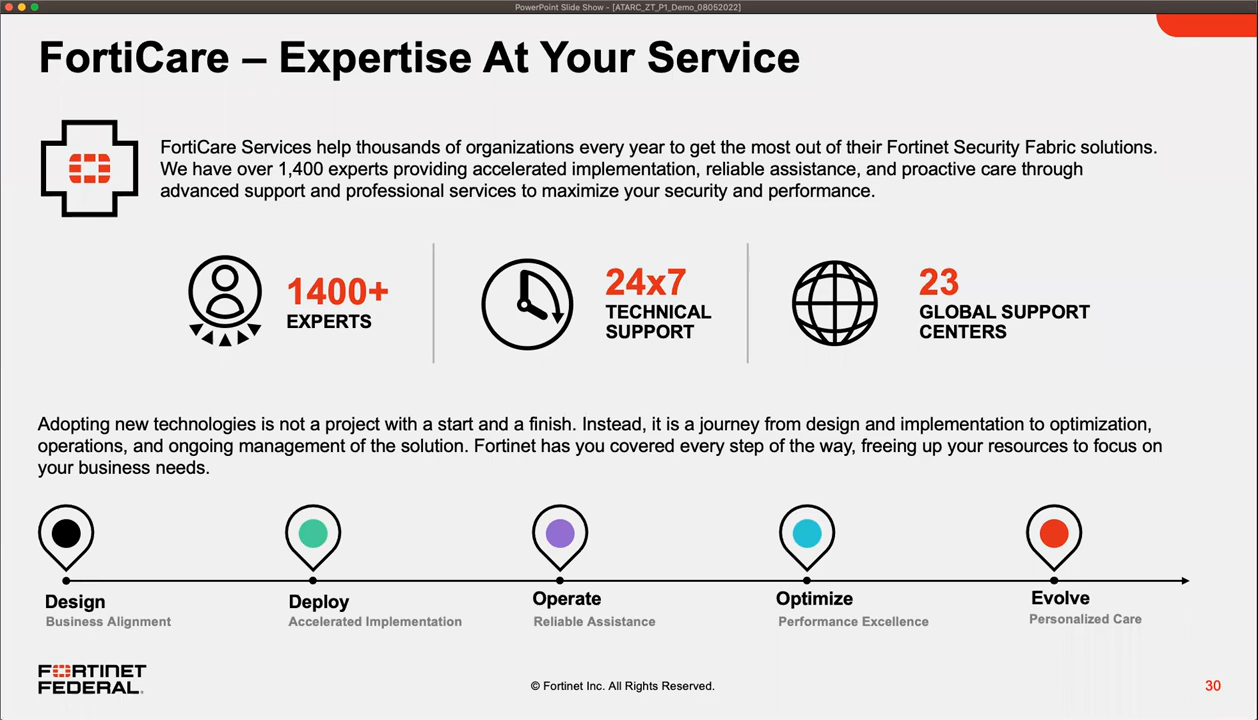 PowerPoint Slide Show - [ATARC_ZT_P1_Demo_08052022]
FortiCare – Expertise At Your Service
FortiCare Services help thousands of organizations every year to get the most out of their Fortinet Security Fabric solutions.
We have over 1,400 experts providing accelerated implementation, reliable assistance, and proactive care through
advanced support and professional services to maximize your security and performance.
1400+
EXPERTS
24x7
TECHNICAL
SUPPORT
23
GLOBAL SUPPORT
CENTERS
Adopting new technologies is not a project with a start and a finish. Instead, it is a journey from design and implementation to optimization,
operations, and ongoing management of the solution. Fortinet has you covered every step of the way, freeing up your resources to focus on
your business needs.
Design
Business Alignment
Deploy
Accelerated Implementation
Operate
Reliable Assistance
Optimize
Performance Excellence
Evolve
Personalized Care
FORTINET
FEDERAL
© Fortinet Inc. All Rights Reserved.
30